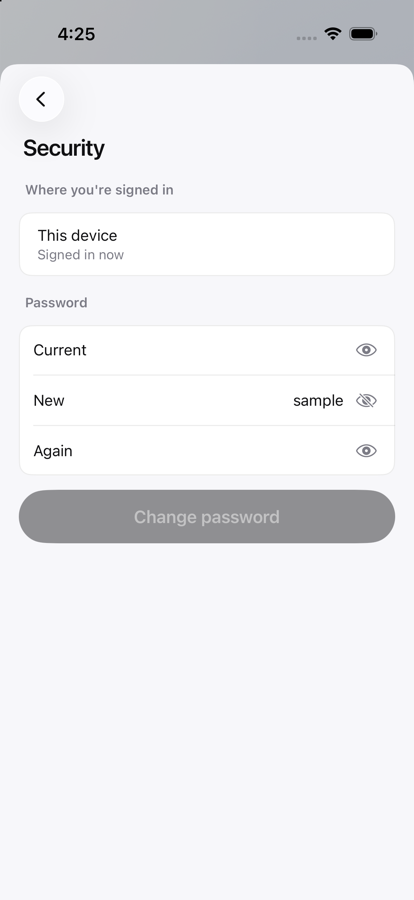 4:25
Security
Where you're signed in
This device
Signed in now
Password
Current
New sample
Again
Change password